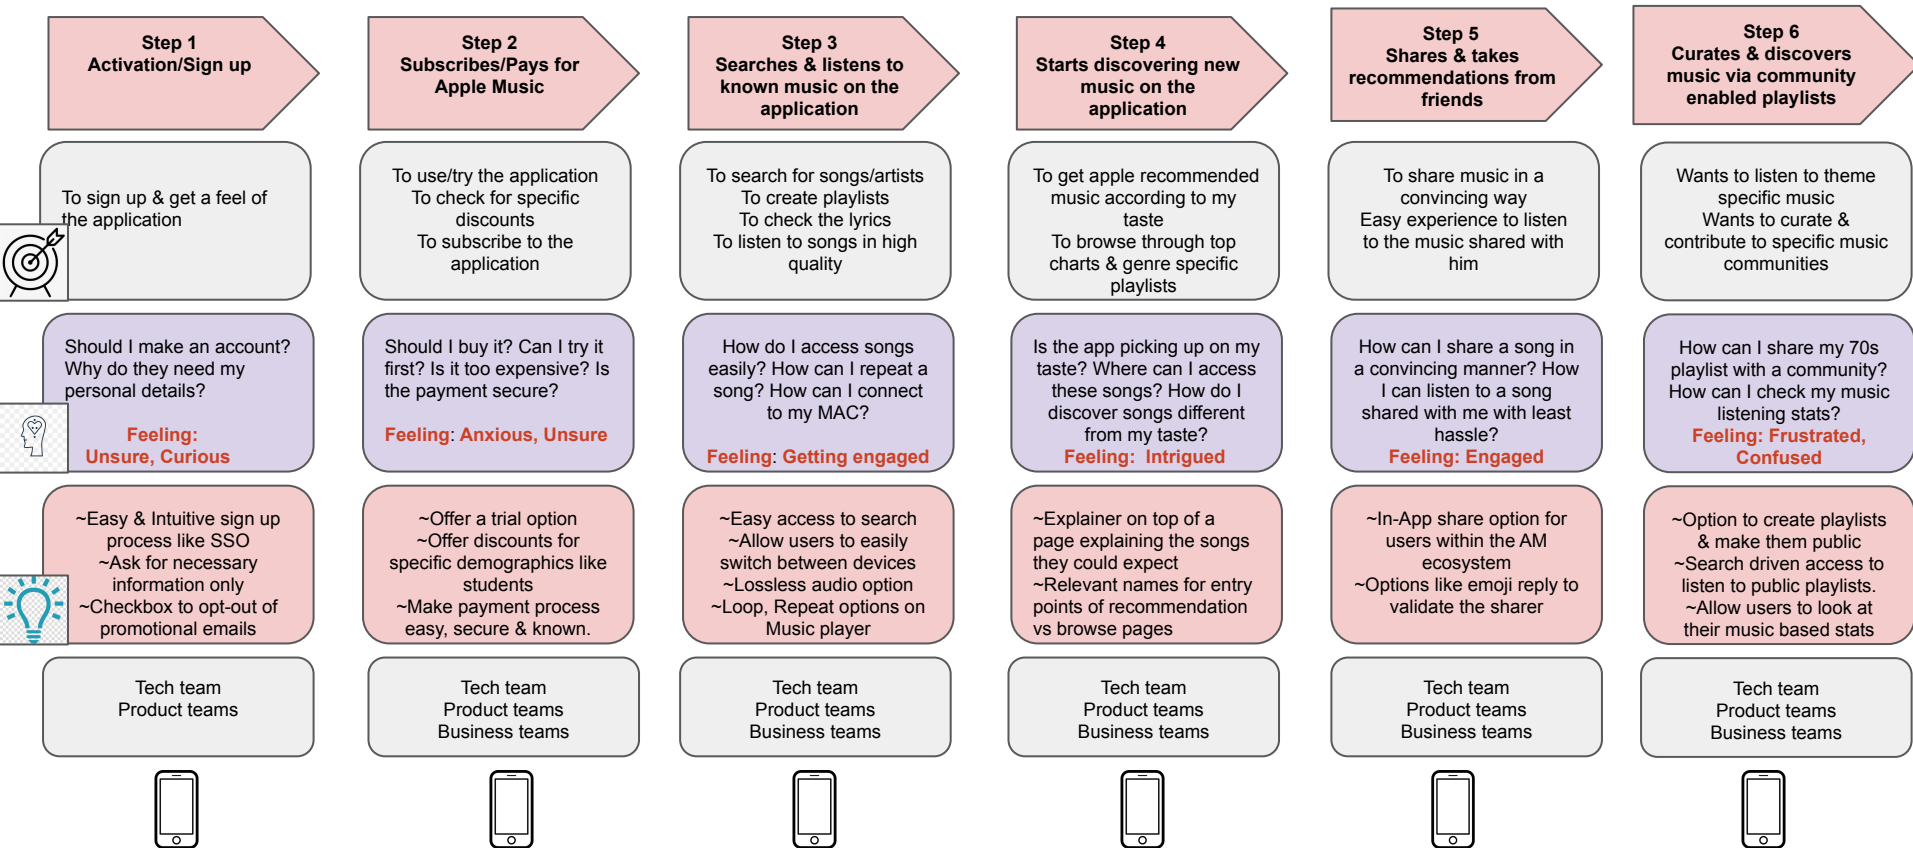 Step 1
Activation/Sign up
Step 2
Subscribes/Pays for
Apple Music
Step 3
Searches & listens to
known music on the
application
Step 4
Starts discovering new
music on the
application
Step 5
Shares & takes
recommendations from
friends
Step 6
Curates & discovers
music via community
enabled playlists
To sign up & get a feel of
the application
To use/try the application
To check for specific
discounts
To subscribe to the
application
To search for songs/artists
To create playlists
To check the lyrics
To listen to songs in high
quality
To get apple recommended
music according to my
taste
To browse through top
charts & genre specific
playlists
To share music in a
convincing way
Easy experience to listen
to the music shared with
him
Wants to listen to theme
specific music
Wants to curate &
contribute to specific music
communities
Should I make an account?
Why do they need my
personal details?
Feeling:
Unsure, Curious
Should I buy it? Can I try it
first? Is it too expensive? Is
the payment secure?
Feeling: Anxious, Unsure
How do I access songs
easily? How can I repeat a
song? How can I connect
to my MAC?
Feeling: Getting engaged
Is the app picking up on my
taste? Where can I access
these songs? How do I
discover songs different
from my taste?
Feeling: Intrigued
How can I share a song in
a convincing manner? How
I can listen to a song
shared with me with least
hassle?
Feeling: Engaged
How can I share my 70s
playlist with a community?
How can I check my music
listening stats?
Feeling: Frustrated,
Confused
~Easy & Intuitive sign up
process like SSO
~Ask for necessary
information only
~Checkbox to opt-out of
promotional emails
~Offer a trial option
~Offer discounts for
specific demographics like
students
~Make payment process
easy, secure & known.
~Easy access to search
~Allow users to easily
switch between devices
~Lossless audio option
~Loop, Repeat options on
Music player
~Explainer on top of a
page explaining the songs
they could expect
~Relevant names for entry
points of recommendation
vs browse pages
~In-App share option for
users within the AM
ecosystem
~Options like emoji reply to
validate the sharer
~Option to create playlists
& make them public
~Search driven access to
listen to public playlists.
~Allow users to look at
their music based stats
Tech team
Product teams
Tech team
Product teams
Business teams
Tech team
Product teams
Business teams
Tech team
Product teams
Business teams
Tech team
Product teams
Business teams
Tech team
Product teams
Business teams